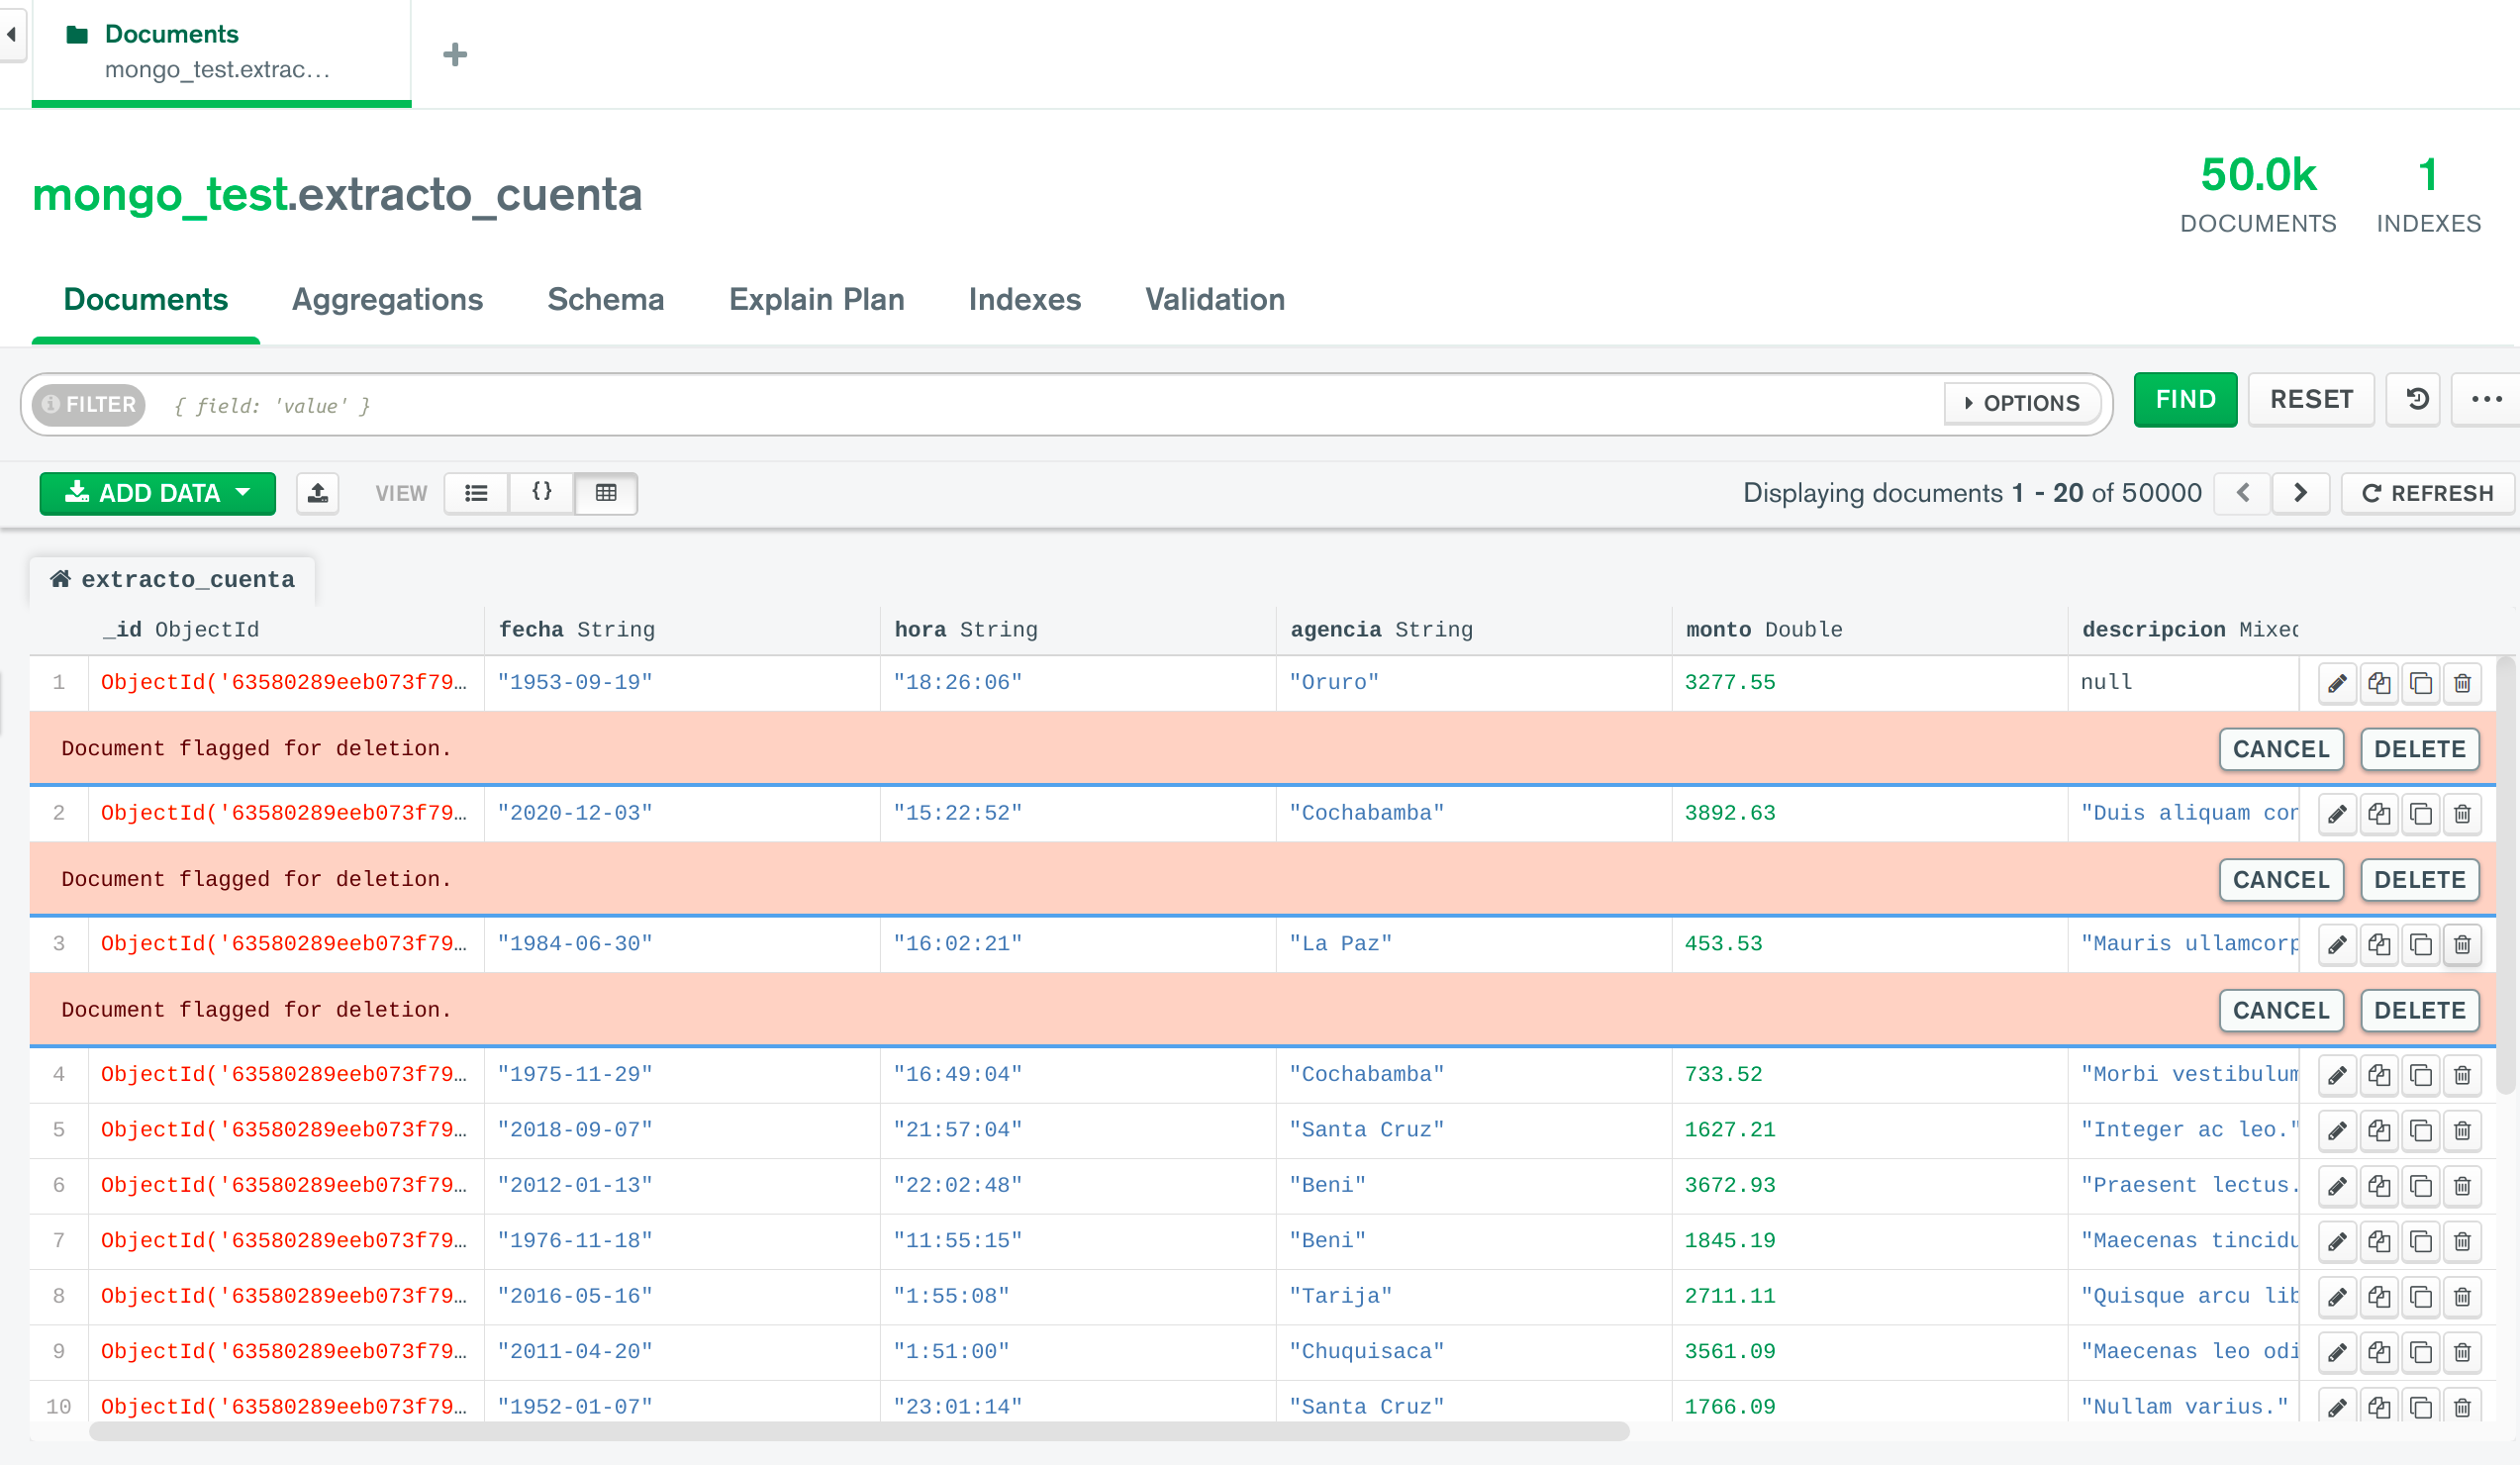 Documents
mongo_test.extrac...
mongo_test.extracto_cuenta
50.0k
DOCUMENTS
1
INDEXES
Documents Aggregations Schema Explain Plan Indexes Validation
FILTER { field: 'value' } OPTIONS FIND RESET
ADD DATA VIEW {} Displaying documents 1 - 20 of 50000 REFRESH
extracto_cuenta
_id ObjectId fecha String hora String agencia String monto Double descripcion Mixed
1 ObjectId('63580289eeb073f79... "1953-09-19" "18:26:06" "Oruro" 3277.55 null
Document flagged for deletion. CANCEL DELETE
2 ObjectId('63580289eeb073f79... "2020-12-03" "15:22:52" "Cochabamba" 3892.63 "Duis aliquam cor
Document flagged for deletion. CANCEL DELETE
3 ObjectId('63580289eeb073f79... "1984-06-30" "16:02:21" "La Paz" 453.53 "Mauris ullamcorp
Document flagged for deletion. CANCEL DELETE
4 ObjectId('63580289eeb073f79... "1975-11-29" "16:49:04" "Cochabamba" 733.52 "Morbi vestibulum
5 ObjectId('63580289eeb073f79... "2018-09-07" "21:57:04" "Santa Cruz" 1627.21 "Integer ac leo."
6 ObjectId('63580289eeb073f79... "2012-01-13" "22:02:48" "Beni" 3672.93 "Praesent lectus.
7 ObjectId('63580289eeb073f79... "1976-11-18" "11:55:15" "Beni" 1845.19 "Maecenas tincidu
8 ObjectId('63580289eeb073f79... "2016-05-16" "1:55:08" "Tarija" 2711.11 "Quisque arcu lib
9 ObjectId('63580289eeb073f79... "2011-04-20" "1:51:00" "Chuquisaca" 3561.09 "Maecenas leo odi
10 ObjectId('63580289eeb073f79... "1952-01-07" "23:01:14" "Santa Cruz" 1766.09 "Nullam varius."